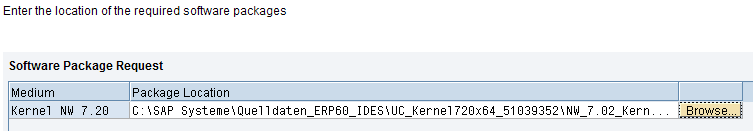 Enter the location of the required software packages
Software Package Request
Medium Package Location
Kernel NW 7.20 C:\SAP Systeme\Quelldaten_ERP60_IDES\UC_Kernel720x64_51039352\NW_7.02_Kern... Browse...